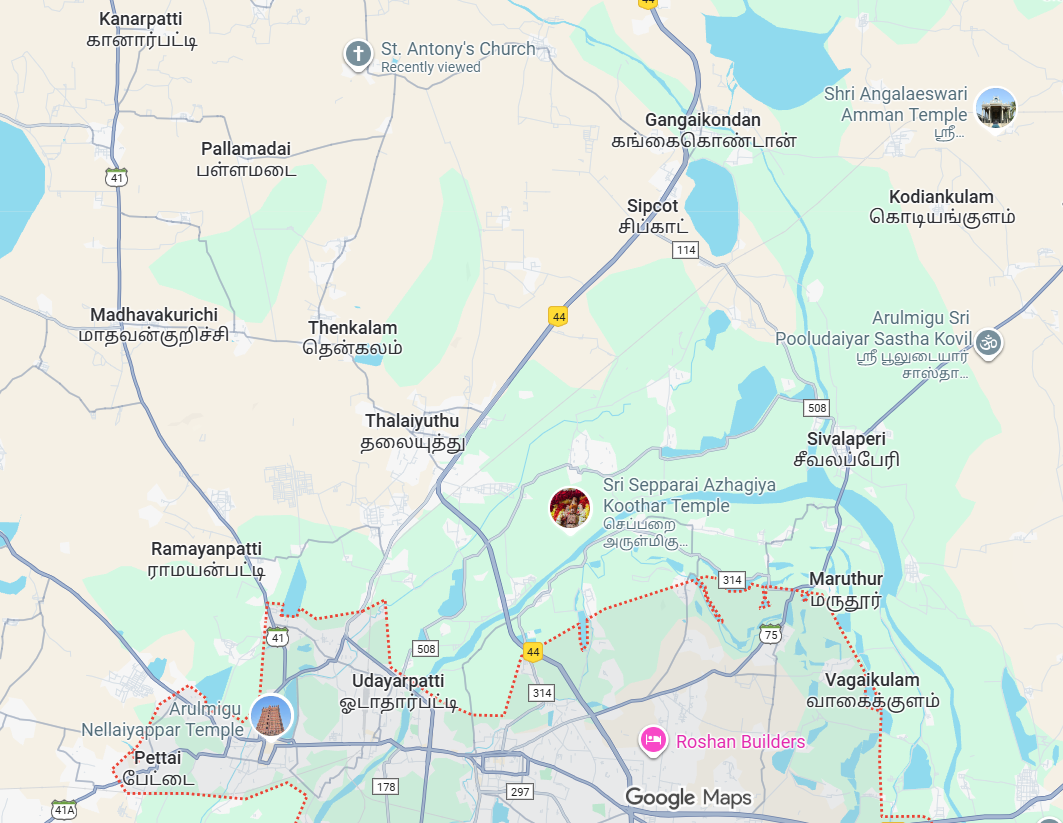 Kanarpatti
கானார்பட்டி
44
St. Antony's Church
Recently viewed
Shri Angalaeswari
Amman Temple
ஸ்ரீ...
Gangaikondan
கங்கைகொண்டான்
Pallamadai
பள்ளமடை
41
Kodiankulam
கொடியங்குளம்
Sipcot
சிப்காட்
114
Madhavakurichi
மாதவன்குறிச்சி
44
Thenkalam
தென்கலம்
Arulmigu Sri
Pooludaiyar Sastha Kovil
ஸ்ரீ பூலுடையார்
சாஸ்தா...
508
Thalaiyuthu
தலையுத்து
Sivalaperi
சீவலப்பேரி
Sri Sepparai Azhagiya
Koothar Temple
செப்பறை
அருள்மிகு...
Ramayanpatti
ராமயன்பட்டி
314
Maruthur
மருதூர்
41
508
44
75
Udayarpatti
ஓடாதார்பட்டி
314
Vagaikulam
வாகைக்குளம்
Arulmigu
Nellaiyappar Temple
Roshan Builders
Pettai
பேட்டை
178
297
Google Maps
41A